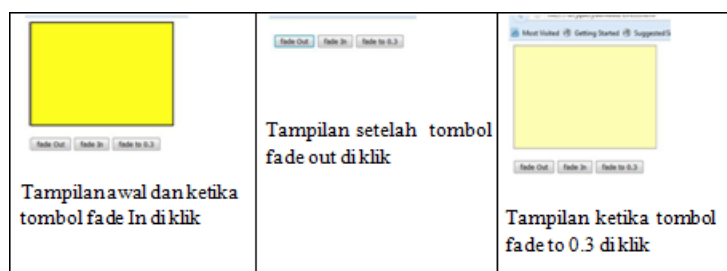 fade Out fade In fade to 0.3
Tampilan awal dan ketika
tombol fade In di klik
fade Out fade In fade to 0.3
Tampilan setelah tombol
fade out di klik
Most Visited Getting Started Suggested
fade Out fade In fade to 0.3
Tampilan ketika tombol
fade to 0.3 di klik